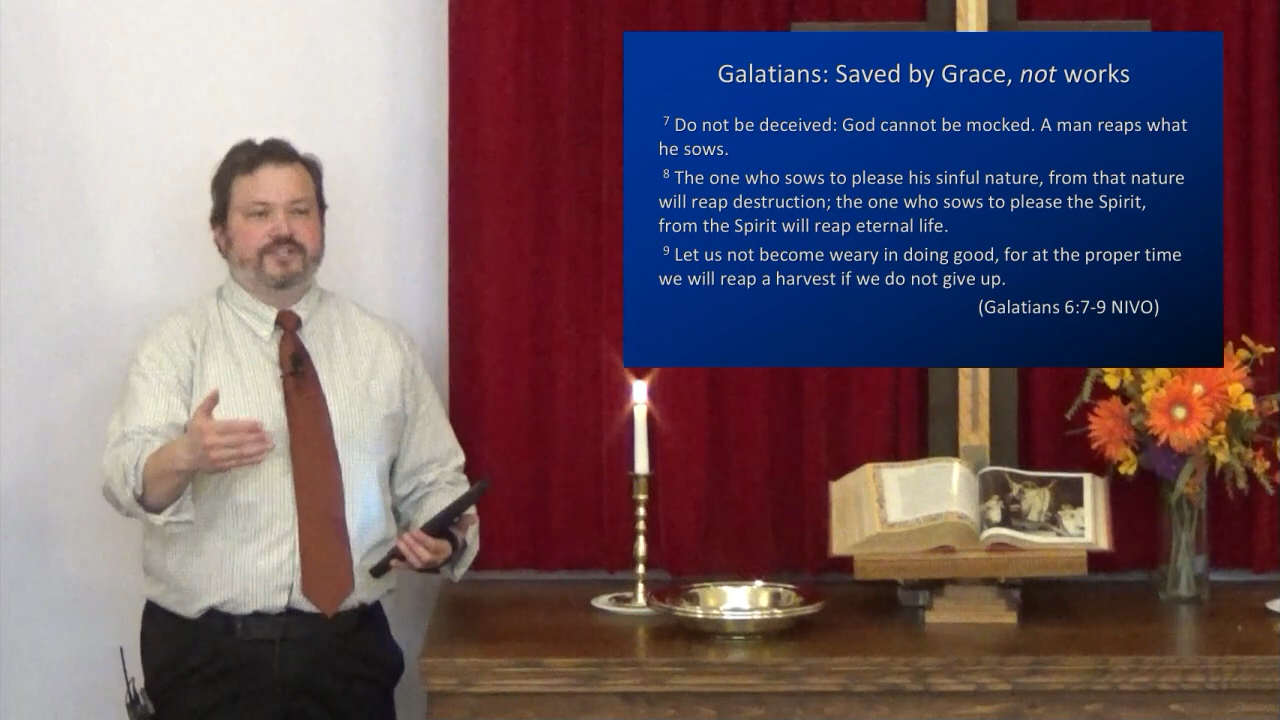 Galatians: Saved by Grace, not works
7 Do not be deceived: God cannot be mocked. A man reaps what
he sows.
8 The one who sows to please his sinful nature, from that nature
will reap destruction; the one who sows to please the Spirit,
from the Spirit will reap eternal life.
9 Let us not become weary in doing good, for at the proper time
we will reap a harvest if we do not give up.
(Galatians 6:7-9 NIVO)